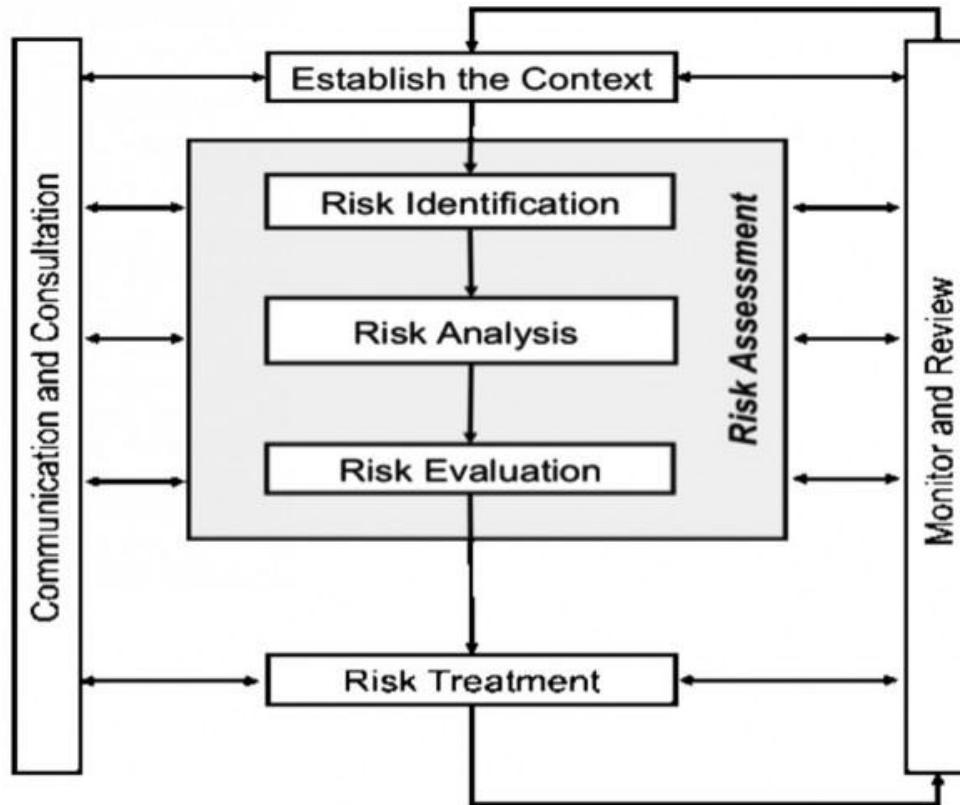 Establish the Context
Communication and Consultation
Risk Identification
Risk Analysis
Risk Evaluation
Risk Assessment
Monitor and Review
Risk Treatment